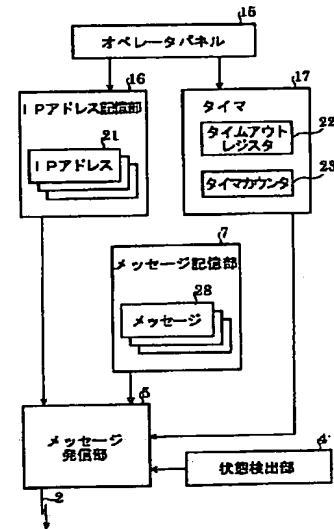 15
オペレータパネル
16
IPアドレス記信部
21
IPアドレス
17
タイマ
タイムアウト
レジスタ
22
タイマカウンタ
23
7
メッセージ記信部
28
メッセージ
5
メッセージ
発信部
4
状態検出部
2